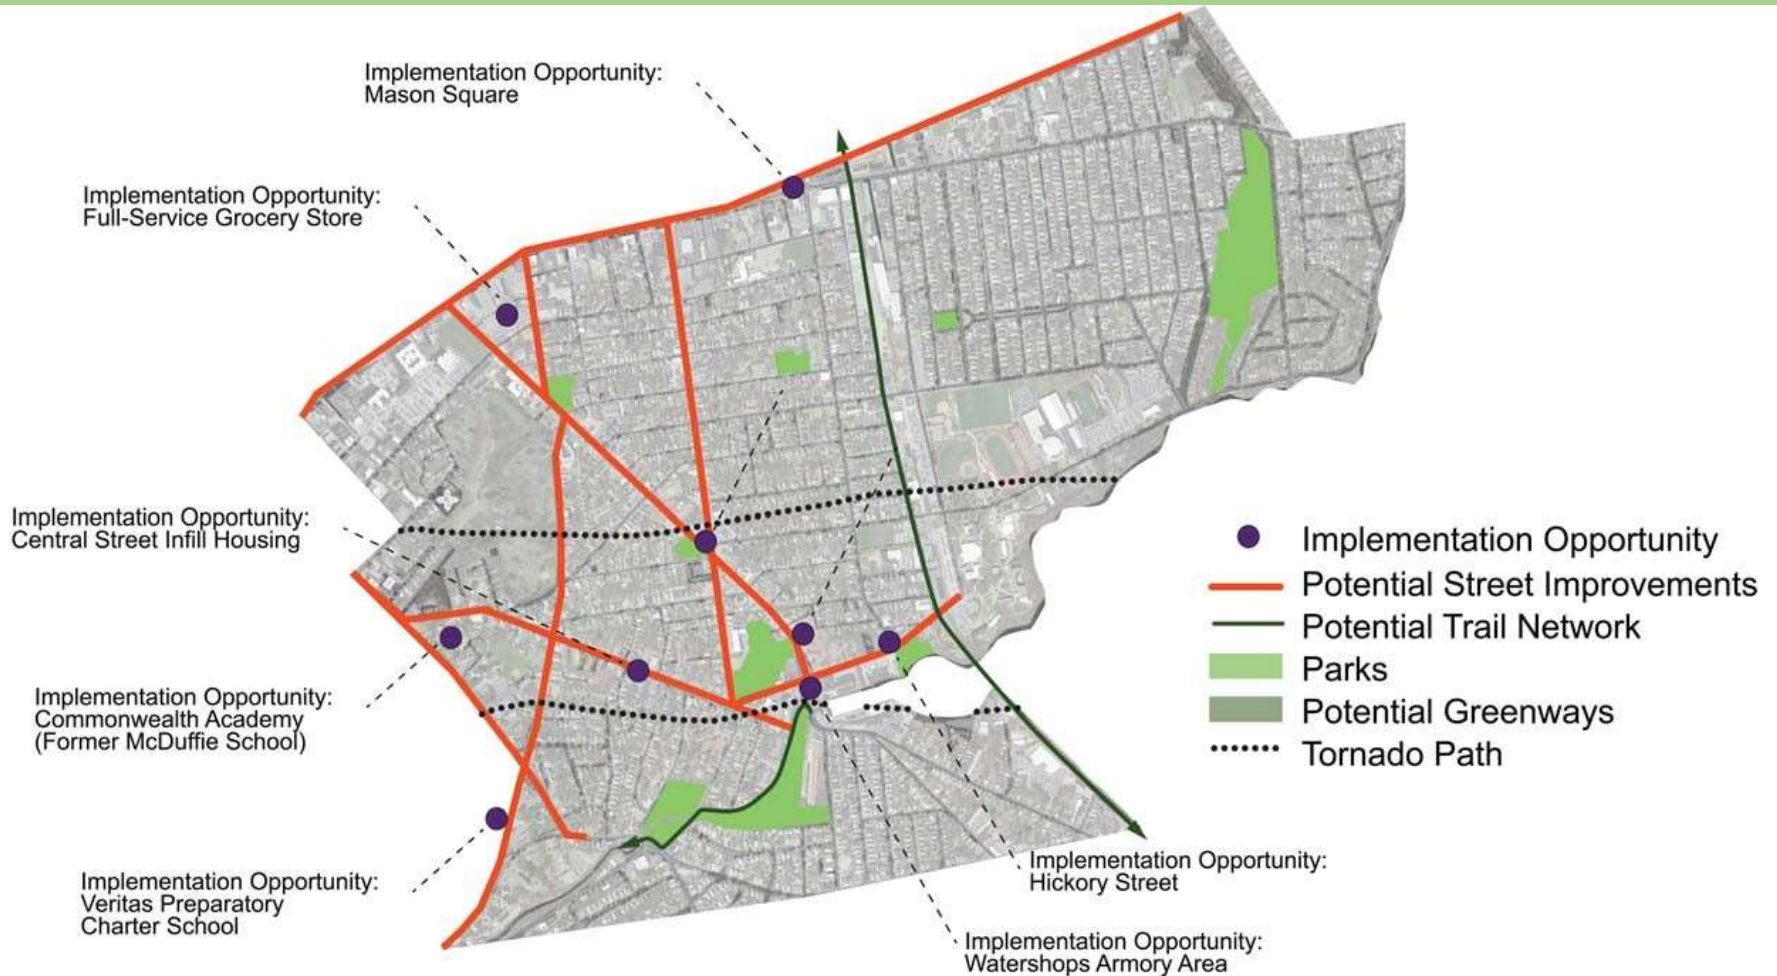 Implementation Opportunity:
Mason Square
Implementation Opportunity:
Full-Service Grocery Store
Implementation Opportunity:
Central Street Infill Housing
Implementation Opportunity:
Commonwealth Academy
(Former McDuffie School)
Implementation Opportunity:
Veritas Preparatory
Charter School
Implementation Opportunity
Potential Street Improvements
Potential Trail Network
Parks
Potential Greenways
Tornado Path
Implementation Opportunity:
Hickory Street
Implementation Opportunity:
Watershops Armory Area